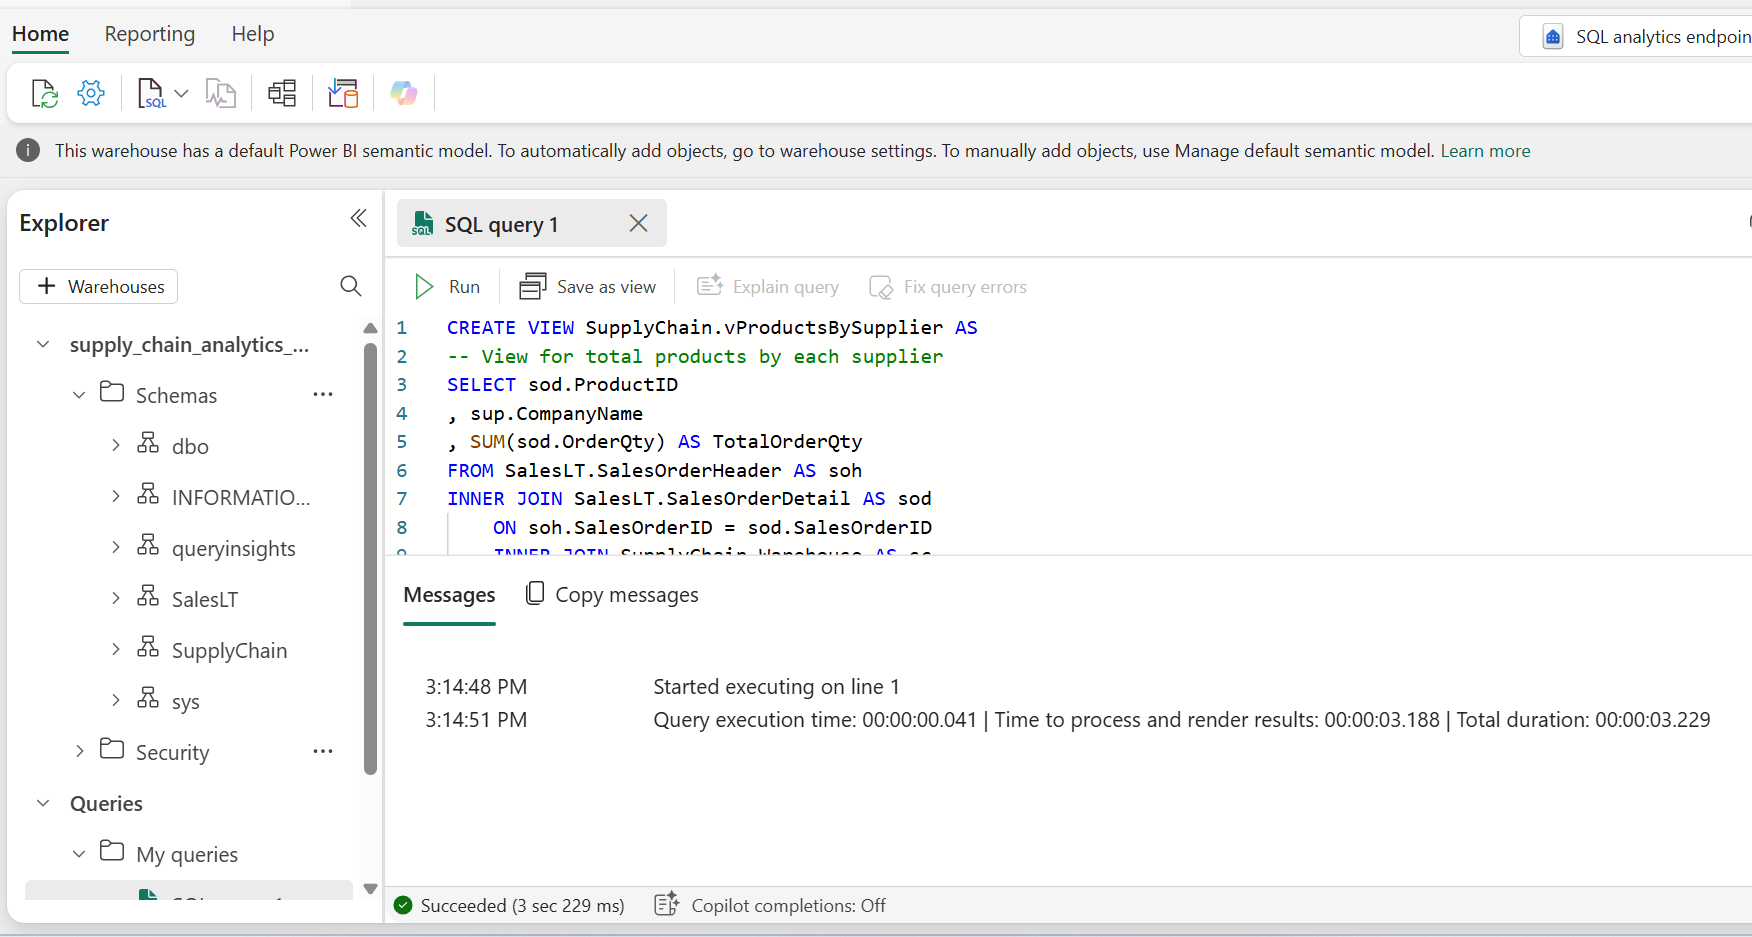 Home Reporting Help
SQL analytics endpoin
SQL
This warehouse has a default Power BI semantic model. To automatically add objects, go to warehouse settings. To manually add objects, use Manage default semantic model. Learn more
Explorer
+ Warehouses
supply_chain_analytics_...
Schemas ...
dbo
INFORMATIO...
queryinsights
SalesLT
SupplyChain
sys
Security ...
Queries
My queries
SQL query 1
Run Save as view Explain query Fix query errors
1 CREATE VIEW SupplyChain.vProductsBySupplier AS
2 -- View for total products by each supplier
3 SELECT sod.ProductID
4 , sup.CompanyName
5 , SUM(sod.OrderQty) AS TotalOrderQty
6 FROM SalesLT.SalesOrderHeader AS soh
7 INNER JOIN SalesLT.SalesOrderDetail AS sod
8 ON soh.SalesOrderID = sod.SalesOrderID
9 INNER JOIN SupplyChain.Warehouse AS
Messages Copy messages
3:14:48 PM Started executing on line 1
3:14:51 PM Query execution time: 00:00:00.041 | Time to process and render results: 00:00:03.188 | Total duration: 00:00:03.229
Succeeded (3 sec 229 ms) Copilot completions: Off